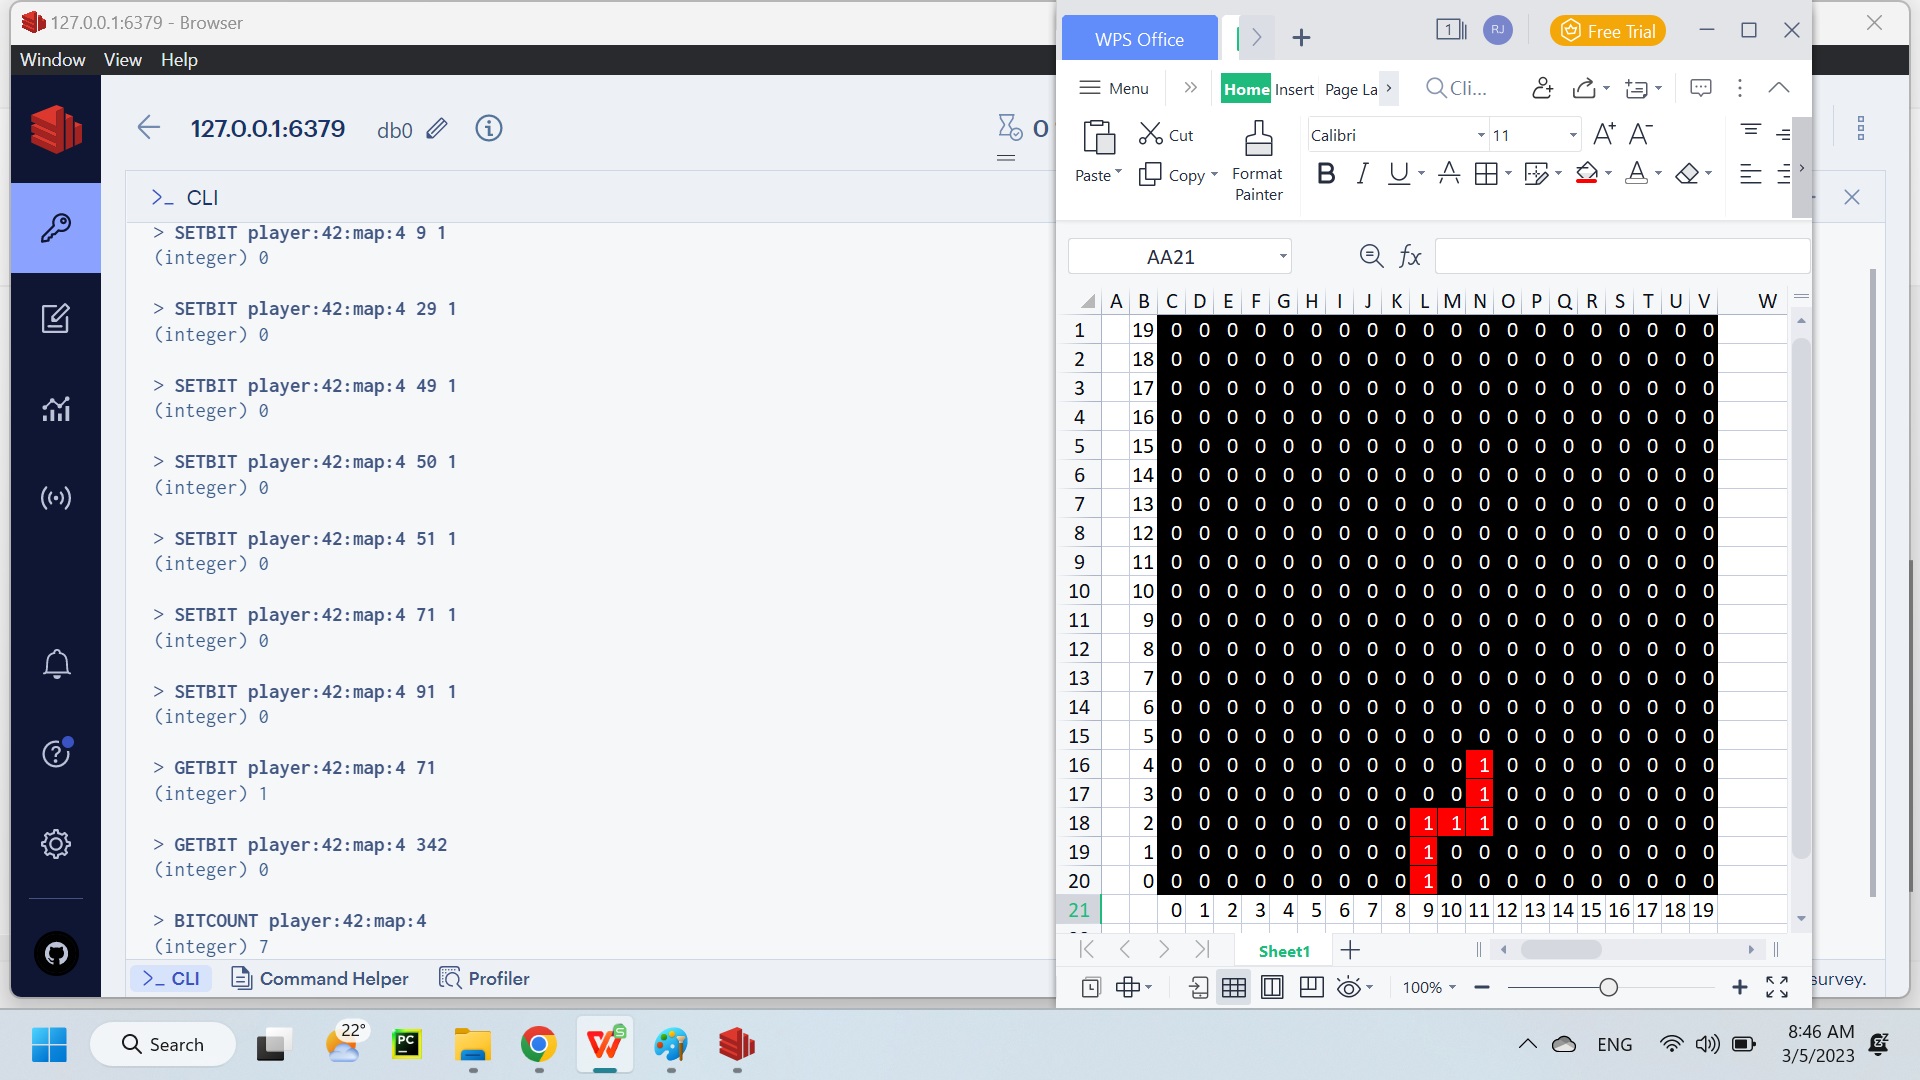 127.0.0.1:6379 - Browser
Window View Help
127.0.0.1:6379 db0 0
>_ CLI
> SETBIT player:42:map:4 9 1
(integer) 0
> SETBIT player:42:map:4 29 1
(integer) 0
> SETBIT player:42:map:4 49 1
(integer) 0
> SETBIT player:42:map:4 50 1
(integer) 0
> SETBIT player:42:map:4 51 1
(integer) 0
> SETBIT player:42:map:4 71 1
(integer) 0
> SETBIT player:42:map:4 91 1
(integer) 0
> GETBIT player:42:map:4 71
(integer) 1
> GETBIT player:42:map:4 342
(integer) 0
> BITCOUNT player:42:map:4
(integer) 7
>_ CLI Command Helper Profiler
survey.
WPS Office 1 RJ Free Trial
Menu Home Insert Page La Cli...
Cut
Paste Copy Format
Painter
Calibri 11
AA21 fx
A B C D E F G H I J K L M N O P Q R S T U V W
1 19 0 0 0 0 0 0 0 0 0 0 0 0 0 0 0 0 0 0 0 0
2 18 0 0 0 0 0 0 0 0 0 0 0 0 0 0 0 0 0 0 0 0
3 17 0 0 0 0 0 0 0 0 0 0 0 0 0 0 0 0 0 0 0 0
4 16 0 0 0 0 0 0 0 0 0 0 0 0 0 0 0 0 0 0 0 0
5 15 0 0 0 0 0 0 0 0 0 0 0 0 0 0 0 0 0 0 0 0
6 14 0 0 0 0 0 0 0 0 0 0 0 0 0 0 0 0 0 0 0 0
7 13 0 0 0 0 0 0 0 0 0 0 0 0 0 0 0 0 0 0 0 0
8 12 0 0 0 0 0 0 0 0 0 0 0 0 0 0 0 0 0 0 0 0
9 11 0 0 0 0 0 0 0 0 0 0 0 0 0 0 0 0 0 0 0 0
10 10 0 0 0 0 0 0 0 0 0 0 0 0 0 0 0 0 0 0 0 0
11 9 0 0 0 0 0 0 0 0 0 0 0 0 0 0 0 0 0 0 0 0
12 8 0 0 0 0 0 0 0 0 0 0 0 0 0 0 0 0 0 0 0 0
13 7 0 0 0 0 0 0 0 0 0 0 0 0 0 0 0 0 0 0 0 0
14 6 0 0 0 0 0 0 0 0 0 0 0 0 0 0 0 0 0 0 0 0
15 5 0 0 0 0 0 0 0 0 0 0 0 0 0 0 0 0 0 0 0 0
16 4 0 0 0 0 0 0 0 0 0 0 0 1 0 0 0 0 0 0 0 0
17 3 0 0 0 0 0 0 0 0 0 0 0 1 0 0 0 0 0 0 0 0
18 2 0 0 0 0 0 0 0 0 0 1 1 1 0 0 0 0 0 0 0 0
19 1 0 0 0 0 0 0 0 0 0 1 0 0 0 0 0 0 0 0 0 0
20 0 0 0 0 0 0 0 0 0 0 1 0 0 0 0 0 0 0 0 0 0
21 0 1 2 3 4 5 6 7 8 9 10 11 12 13 14 15 16 17 18 19
Sheet1
100%
Search 22° PC ENG
8:46 AM
3/5/2023